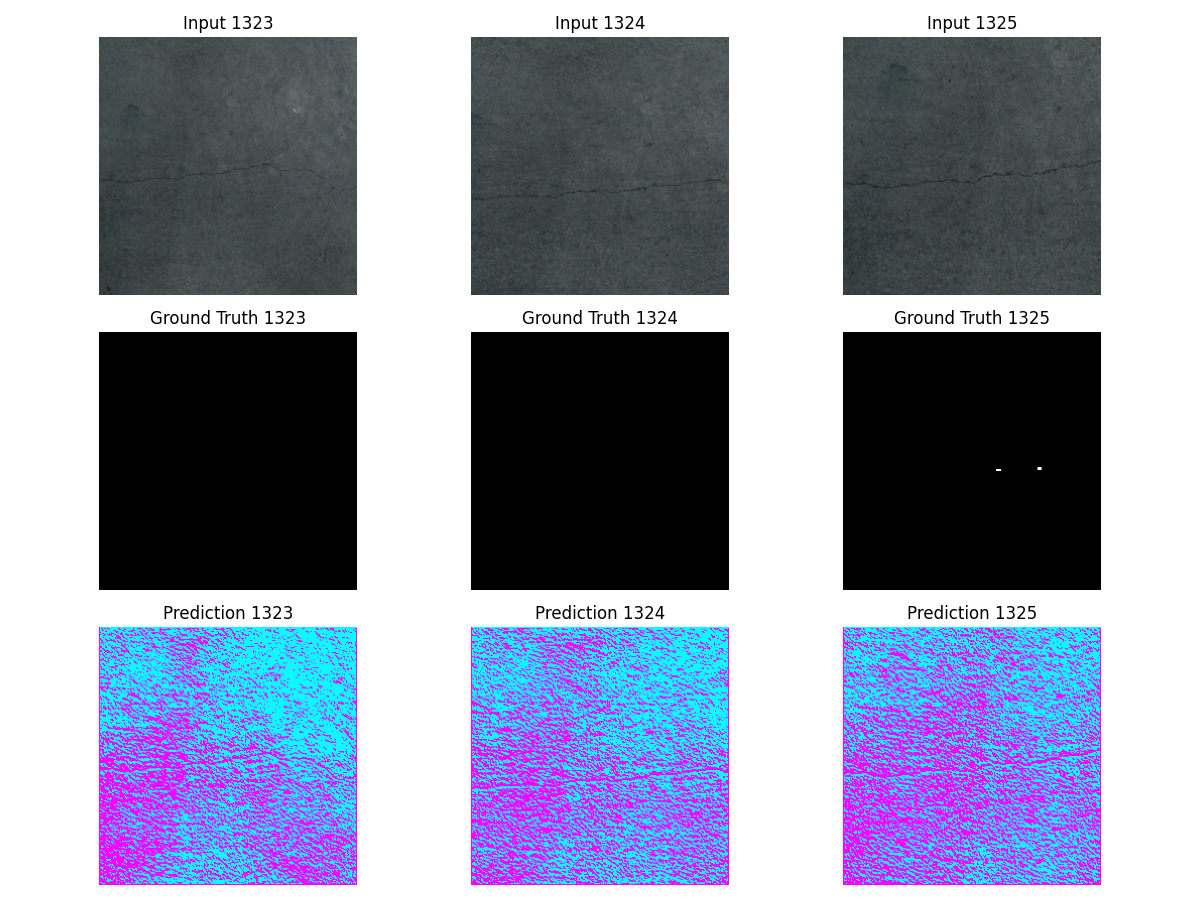 Input 1323
Input 1324
Input 1325
Ground Truth 1323
Ground Truth 1324
Ground Truth 1325
Prediction 1323
Prediction 1324
Prediction 1325